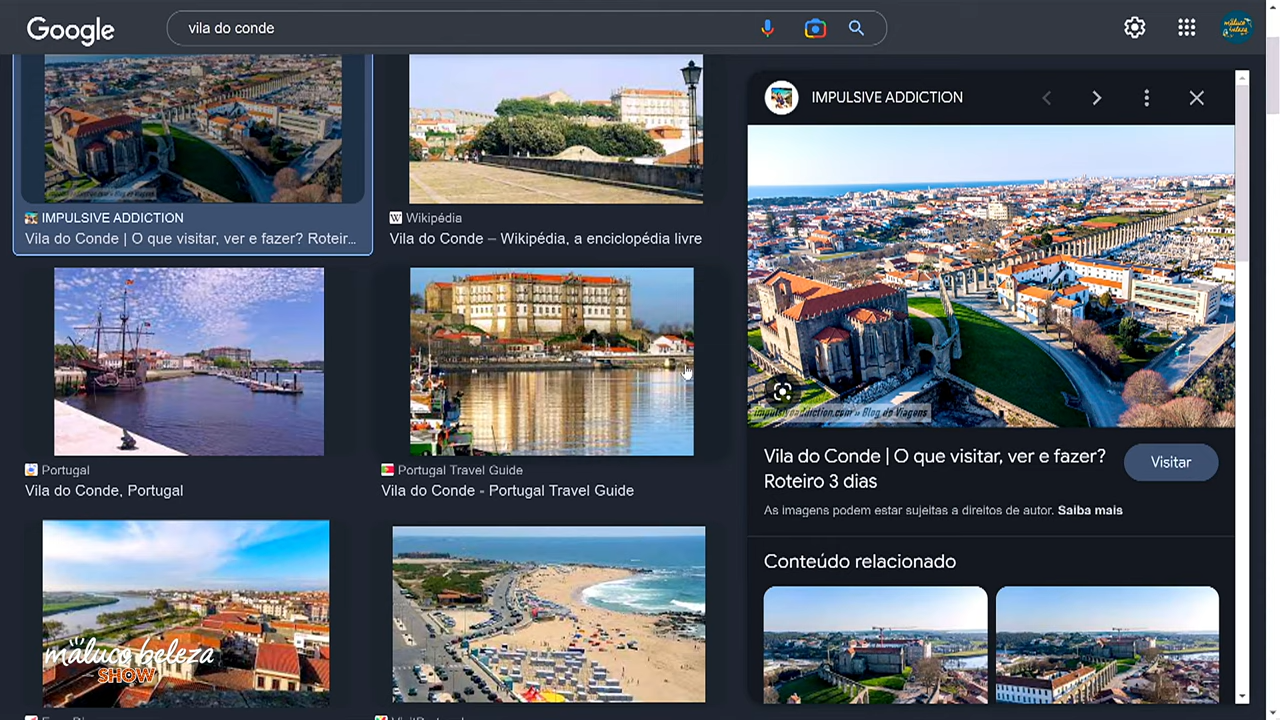 Google
vila do conde
maluco beleza
IMPULSIVE ADDICTION
Vila do Conde | O que visitar, ver e fazer? Roteir...
W Wikipédia
Vila do Conde – Wikipédia, a enciclopédia livre
Portugal
Vila do Conde, Portugal
Portugal Travel Guide
Vila do Conde - Portugal Travel Guide
maluco beleza
SHOW
IMPULSIVE ADDICTION
impulsiveaddiction.com » Blog de Viagens
Vila do Conde | O que visitar, ver e fazer?
Roteiro 3 dias
Visitar
As imagens podem estar sujeitas a direitos de autor. Saiba mais
Conteúdo relacionado